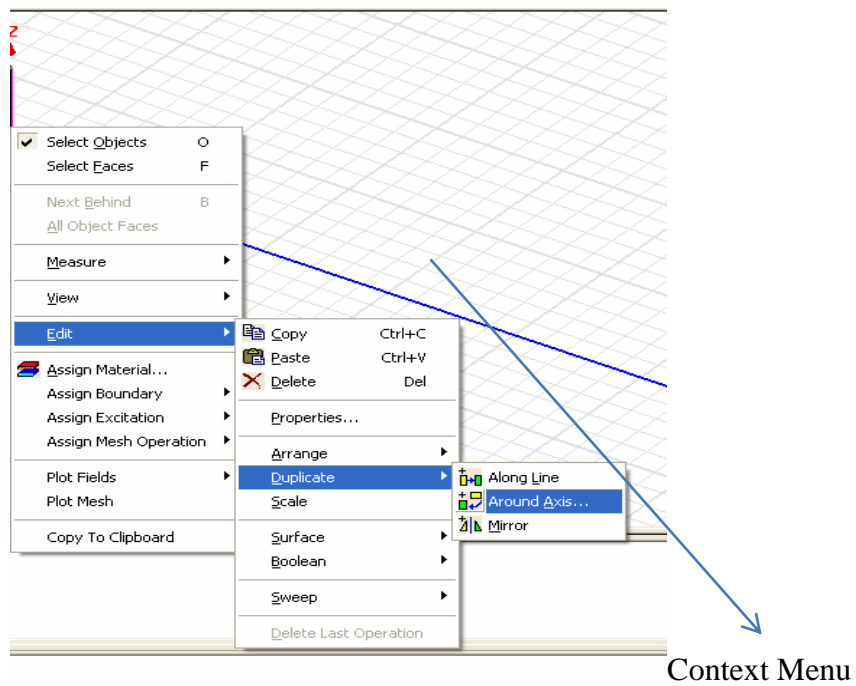 Z
Select Objects O
Select Faces F
Next Behind B
All Object Faces
Measure
View
Edit
Assign Material...
Assign Boundary
Assign Excitation
Assign Mesh Operation
Plot Fields
Plot Mesh
Copy To Clipboard
Copy Ctrl+C
Paste Ctrl+V
Delete Del
Properties...
Arrange
Duplicate
Scale
Surface
Boolean
Sweep
Delete Last Operation
Along Line
Around Axis...
Mirror
Context Menu